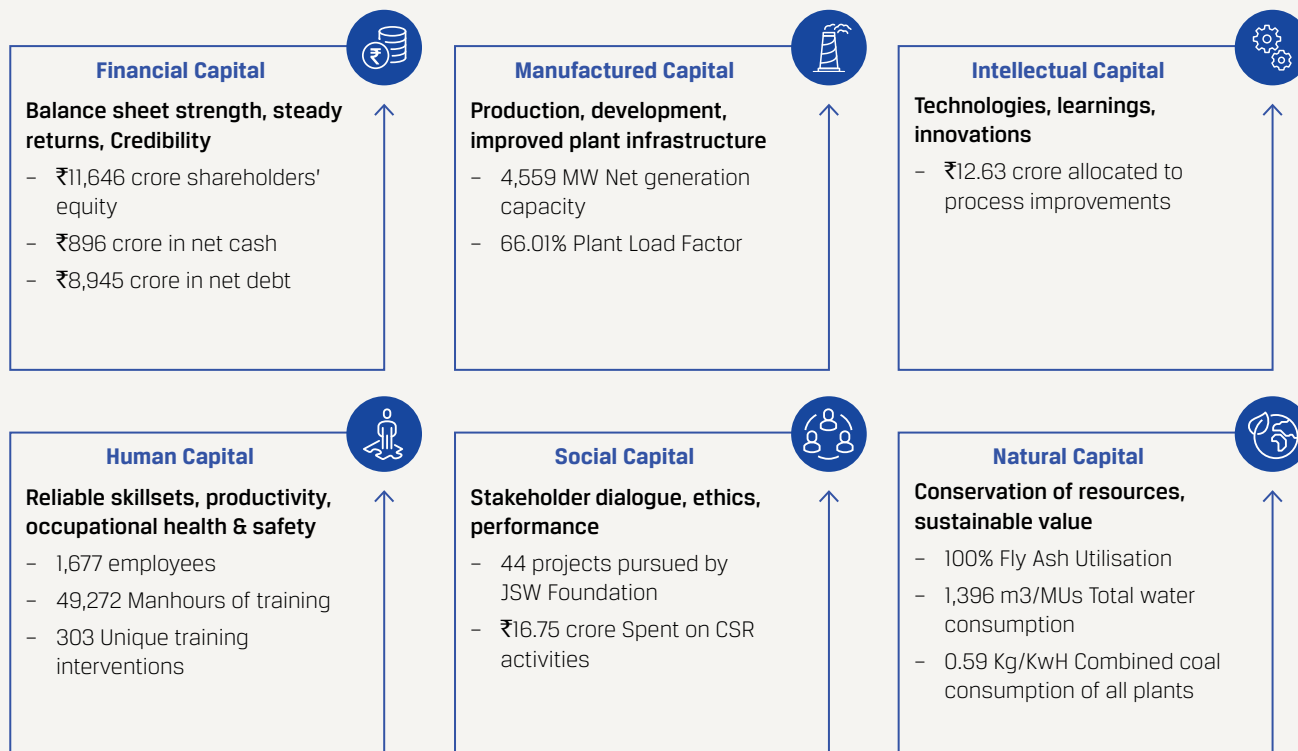 Financial Capital
Balance sheet strength, steady
returns, Credibility
– ₹11,646 crore shareholders'
equity
– ₹896 crore in net cash
– ₹8,945 crore in net debt
Manufactured Capital
Production, development,
improved plant infrastructure
– 4,559 MW Net generation
capacity
– 66.01% Plant Load Factor
Intellectual Capital
Technologies, learnings,
innovations
– ₹12.63 crore allocated to
process improvements
Human Capital
Reliable skillsets, productivity,
occupational health & safety
– 1,677 employees
– 49,272 Manhours of training
– 303 Unique training
interventions
Social Capital
Stakeholder dialogue, ethics,
performance
– 44 projects pursued by
JSW Foundation
– ₹16.75 crore Spent on CSR
activities
Natural Capital
Conservation of resources,
sustainable value
– 100% Fly Ash Utilisation
– 1,396 m3/MUs Total water
consumption
– 0.59 Kg/KwH Combined coal
consumption of all plants